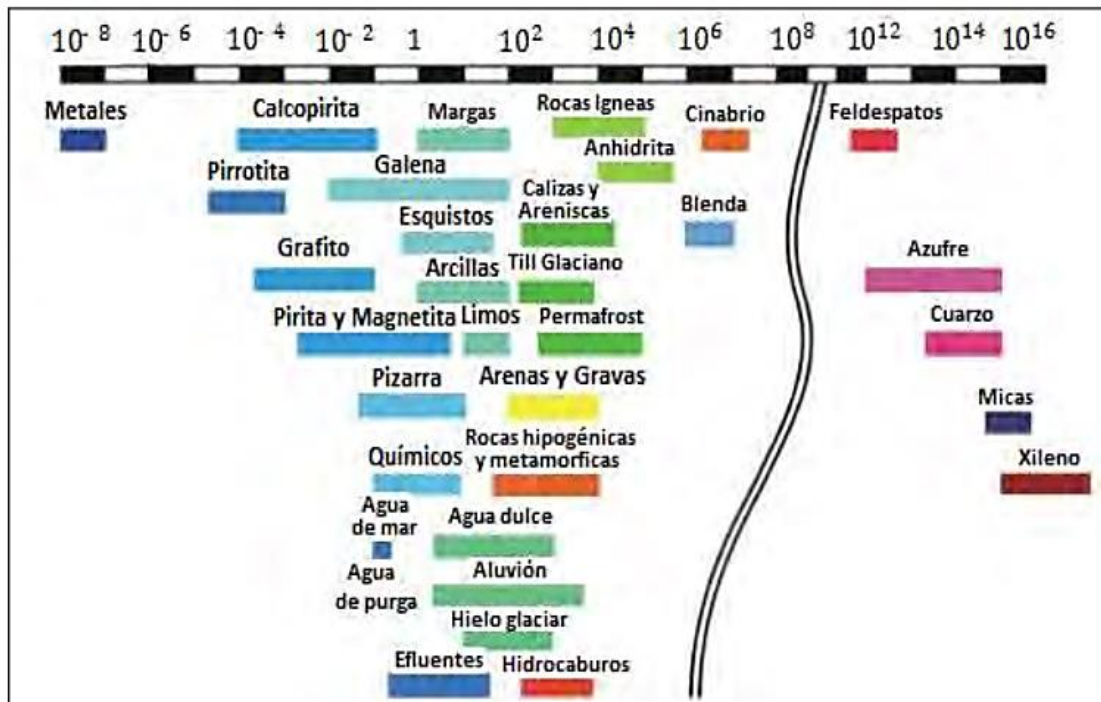 10⁻⁸ 10⁻⁶ 10⁻⁴ 10⁻² 1 10² 10⁴ 10⁶ 10⁸ 10¹² 10¹⁴ 10¹⁶
Metales
Calcopirita
Margas
Rocas Igneas
Cinabrio
Feldespatos
Anhidrita
Pirrotita
Galena
Calizas y
Areniscas
Blenda
Esquistos
Grafito
Arcillas
Till Glaciano
Azufre
Pirita y Magnetita
Limos
Permafrost
Cuarzo
Pizarra
Arenas y Gravas
Micas
Químicos
Rocas hipogénicas
y metamorficas
Xileno
Agua
de mar
Agua dulce
Agua
de purga
Aluvión
Hielo glaciar
Efluentes
Hidrocaburos